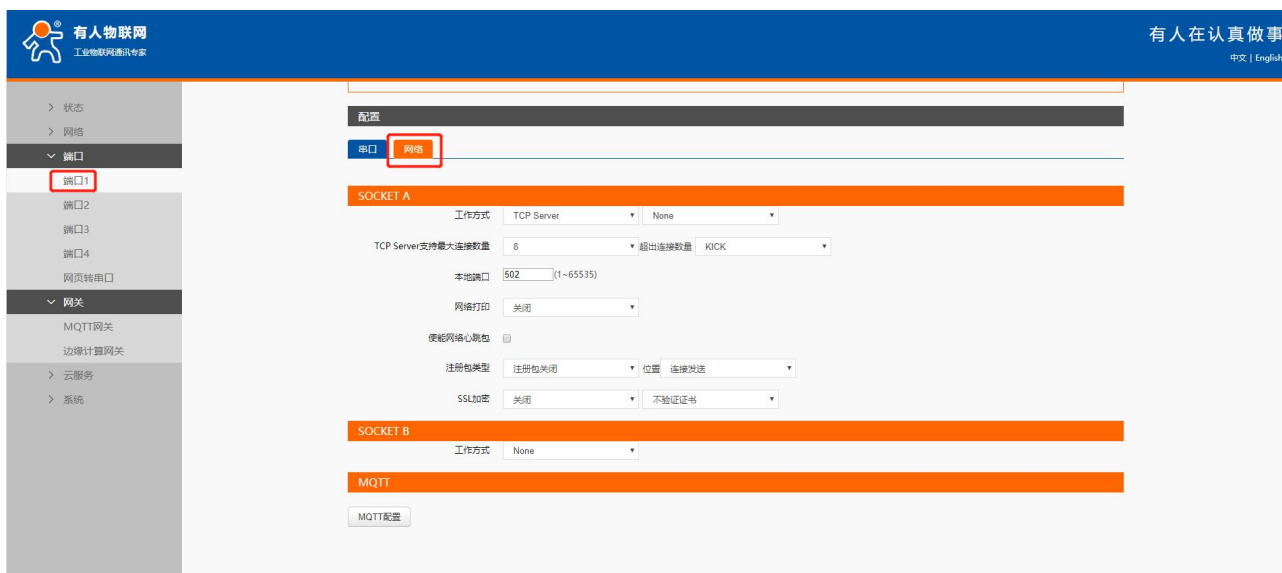 有人物联网
工业物联网通讯专家
有人在认真做事
中文 | English
状态
网络
端口
端口1
端口2
端口3
端口4
网页转串口
网关
MQTT网关
边缘计算网关
云服务
系统
配置
串口 网络
SOCKET A
工作方式 TCP Server None
TCP Server支持最大连接数量 8 超出连接数量 KICK
本地端口 502 (1~65535)
网络打印 关闭
使能网络心跳包
注册包类型 注册包关闭 位置 连接发送
SSL加密 关闭 不验证证书
SOCKET B
工作方式 None
MQTT
MQTT配置